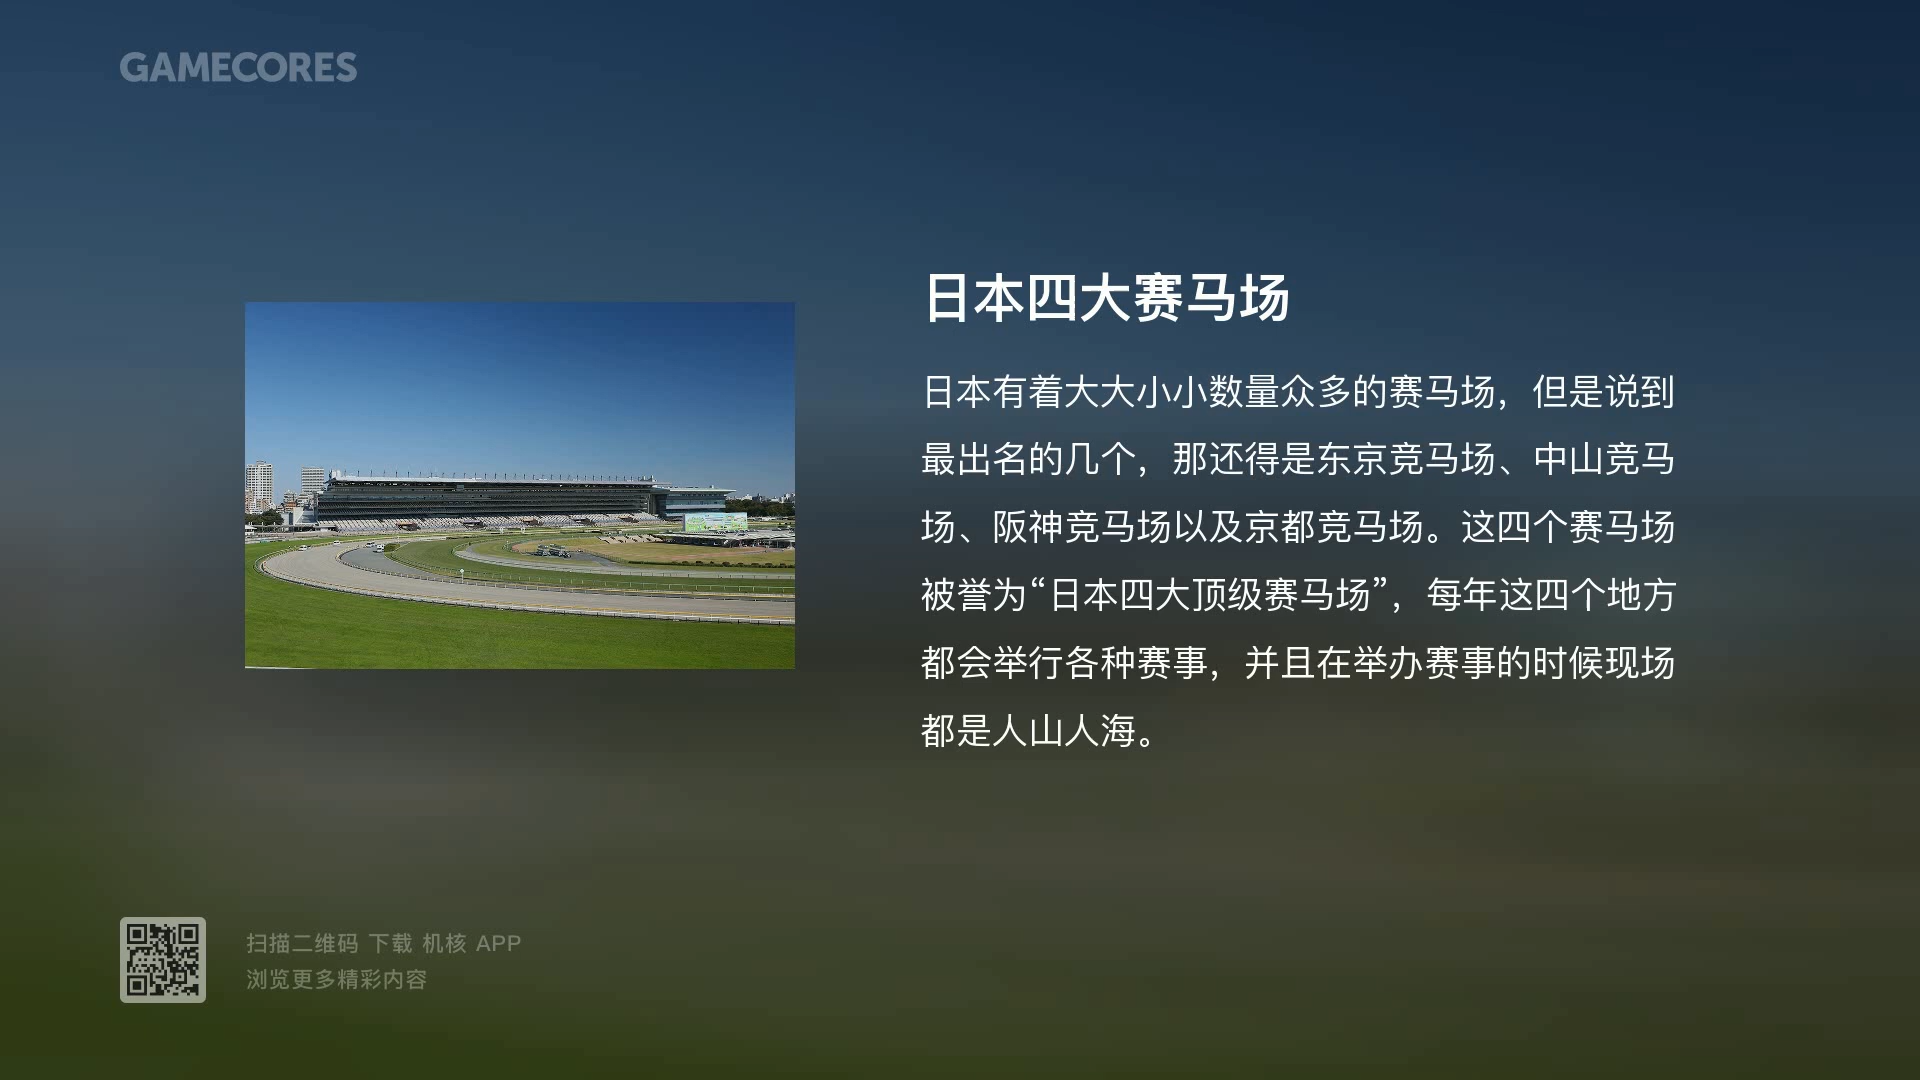 GAMECORES
日本四大赛马场
日本有着大大小小数量众多的赛马场，但是说到
最出名的几个，那还得是东京竞马场、中山竞马
场、阪神竞马场以及京都竞马场。这四个赛马场
被誉为“日本四大顶级赛马场”，每年这四个地方
都会举行各种赛事，并且在举办赛事的时候现场
都是人山人海。
扫描二维码 下载 机核 APP
浏览更多精彩内容